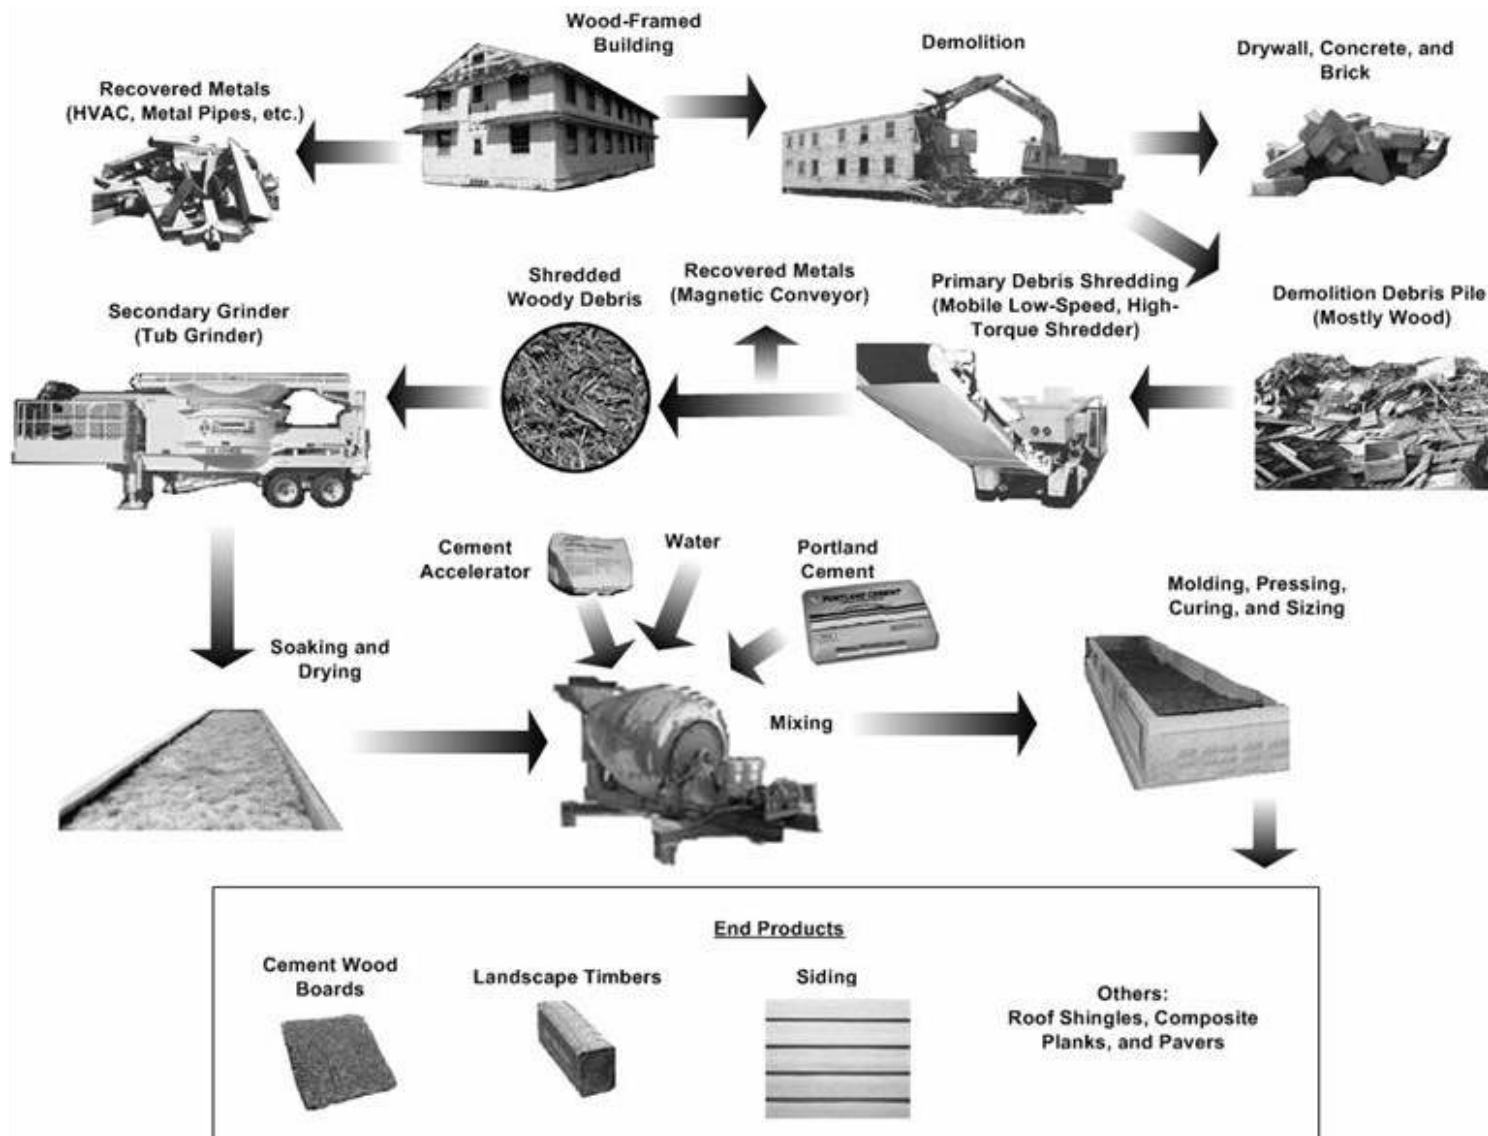 Wood-Framed
Building
Demolition
Drywall, Concrete, and
Brick
Recovered Metals
(HVAC, Metal Pipes, etc.)
Shredded
Woody Debris
Recovered Metals
(Magnetic Conveyor)
Primary Debris Shredding
(Mobile Low-Speed, High-
Torque Shredder)
Demolition Debris Pile
(Mostly Wood)
Secondary Grinder
(Tub Grinder)
Cement
Accelerator
Water
Portland
Cement
PORTLAND CEMENT
Molding, Pressing,
Curing, and Sizing
Soaking and
Drying
Mixing
End Products
Cement Wood
Boards
Landscape Timbers
Siding
Others:
Roof Shingles, Composite
Planks, and Pavers